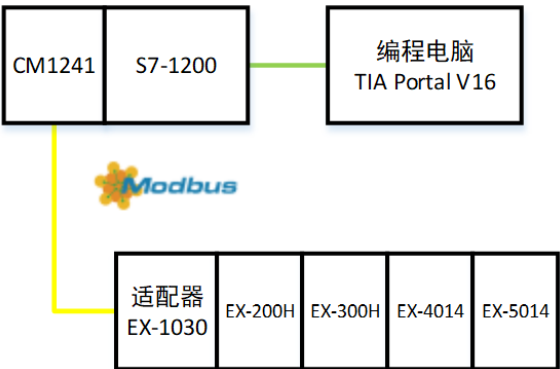 CM1241
S7-1200
编程电脑
TIA Portal V16
Modbus
适配器
EX-1030
EX-200H
EX-300H
EX-4014
EX-5014